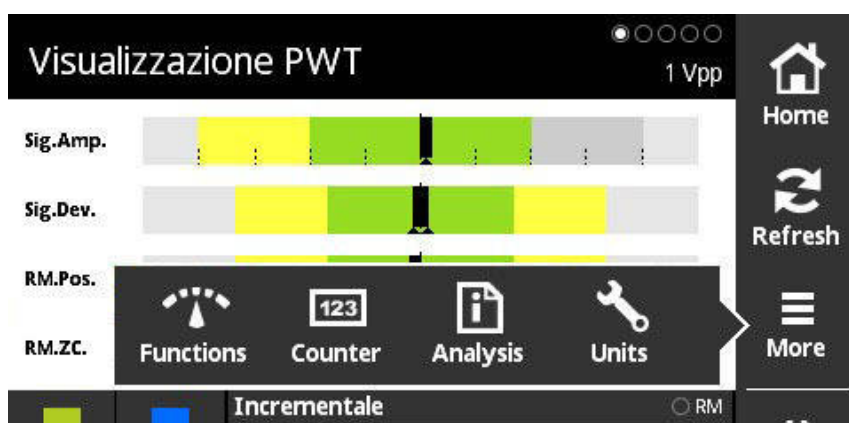 Visualizzazione PWT
1 Vpp
Home
Sig.Amp.
Sig.Dev.
Refresh
RM.Pos.
123
RM.ZC.
Functions
Counter
Analysis
Units
More
Incrementale
RM